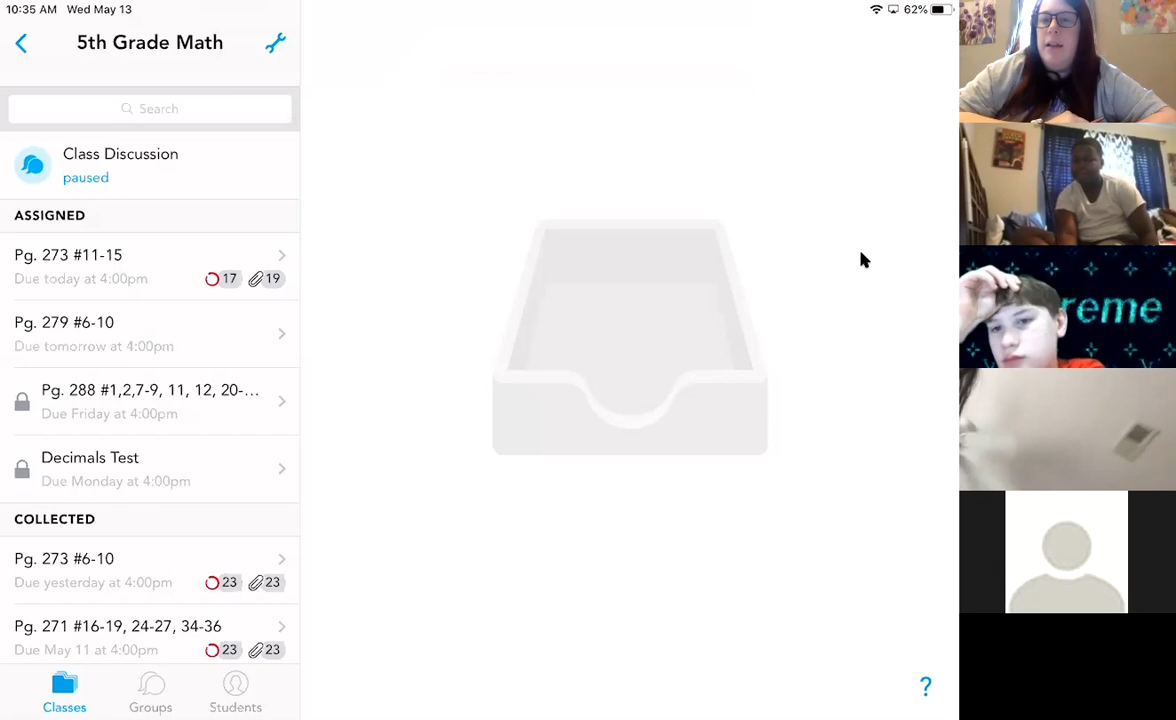 10:35 AM Wed May 13
62%
5th Grade Math
Search
Class Discussion
paused
ASSIGNED
Pg. 273 #11-15
Due today at 4:00pm
17
19
Pg. 279 #6-10
Due tomorrow at 4:00pm
Pg. 288 #1,2,7-9, 11, 12, 20-...
Due Friday at 4:00pm
Decimals Test
Due Monday at 4:00pm
COLLECTED
Pg. 273 #6-10
Due yesterday at 4:00pm
23
23
Pg. 271 #16-19, 24-27, 34-36
Due May 11 at 4:00pm
23
23
Classes
Groups
Students
?
reme